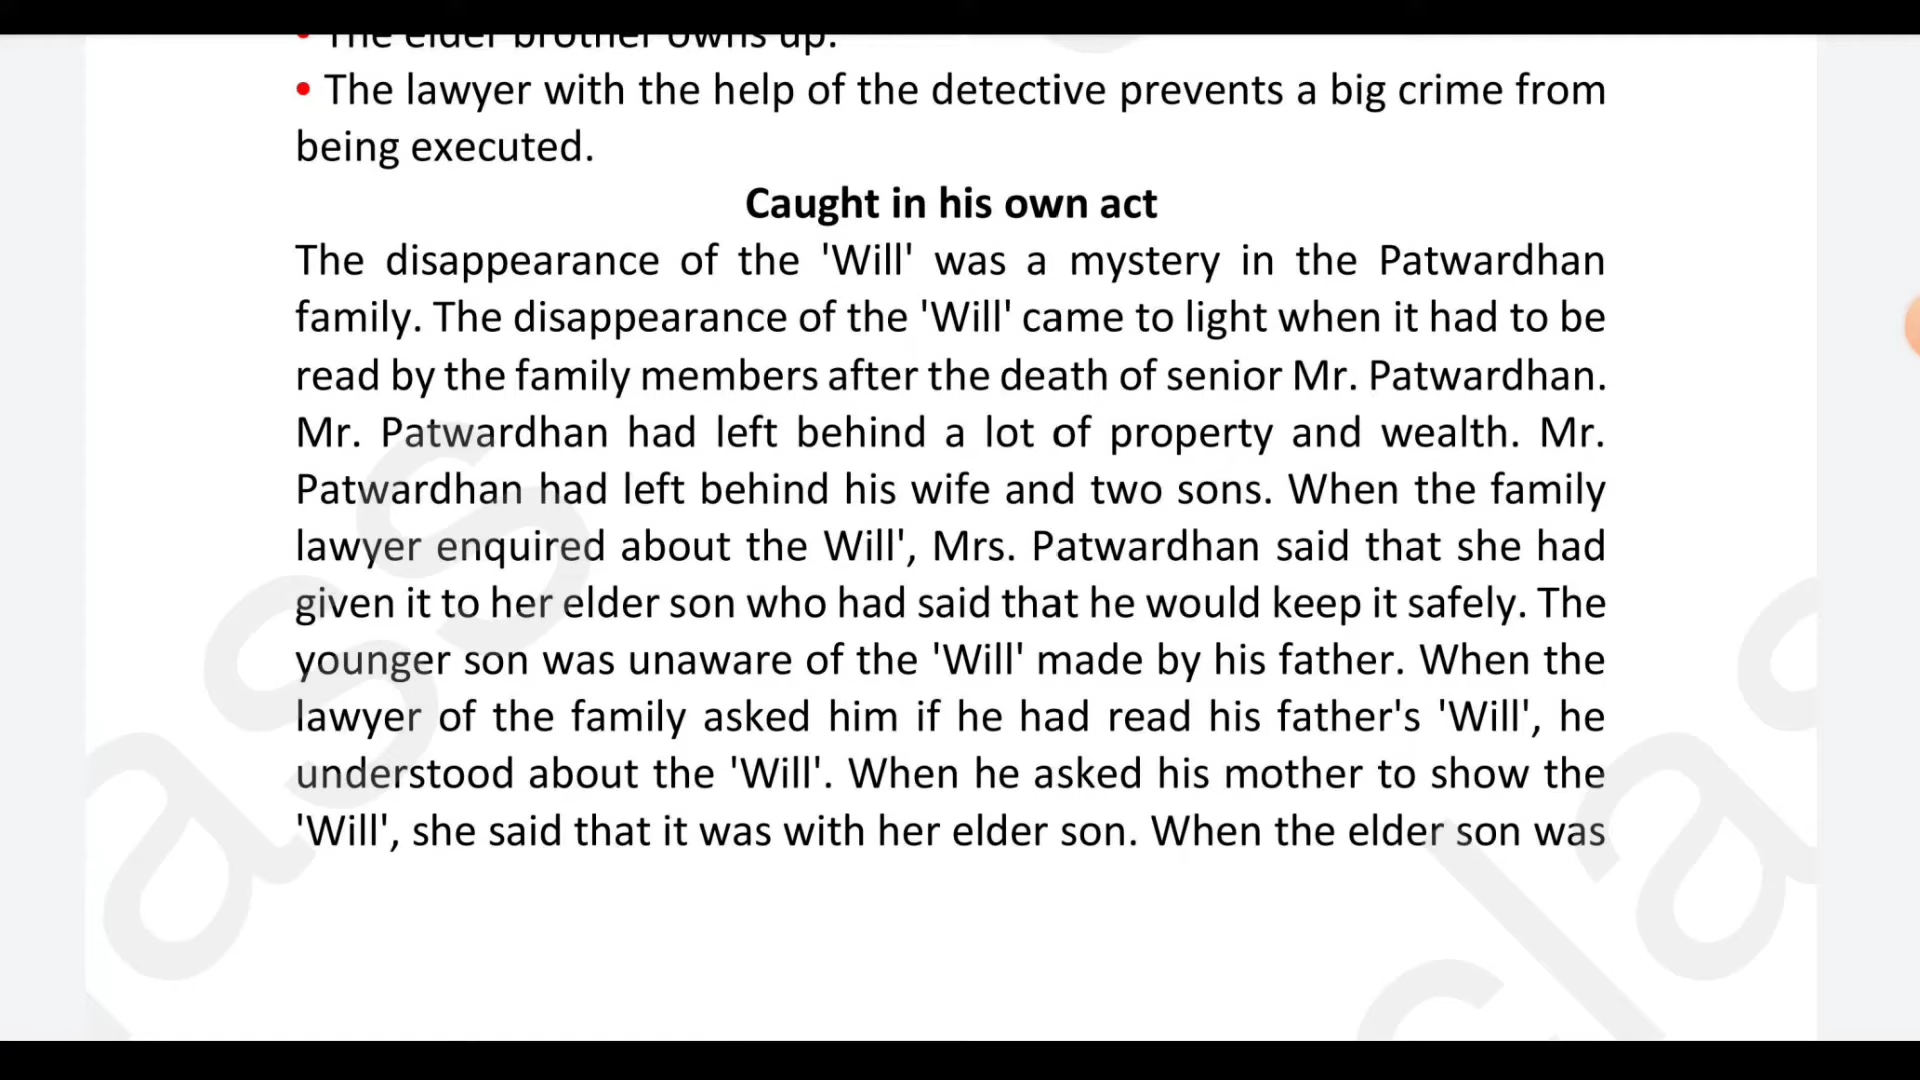 • The elder brother owns up.
• The lawyer with the help of the detective prevents a big crime from
being executed.
Caught in his own act
The disappearance of the 'Will' was a mystery in the Patwardhan
family. The disappearance of the 'Will' came to light when it had to be
read by the family members after the death of senior Mr. Patwardhan.
Mr. Patwardhan had left behind a lot of property and wealth. Mr.
Patwardhan had left behind his wife and two sons. When the family
lawyer enquired about the Will', Mrs. Patwardhan said that she had
given it to her elder son who had said that he would keep it safely. The
younger son was unaware of the 'Will' made by his father. When the
lawyer of the family asked him if he had read his father's 'Will', he
understood about the 'Will'. When he asked his mother to show the
'Will', she said that it was with her elder son. When the elder son was